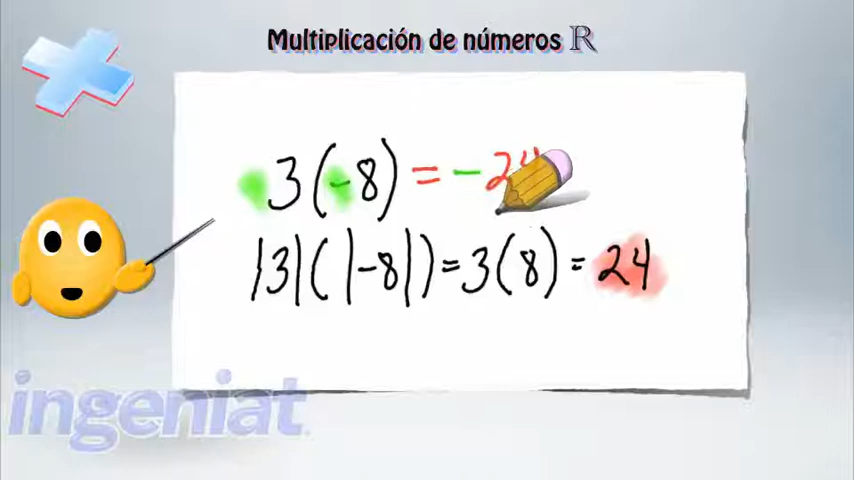 Multiplicación de números ℝ
3(-8) = -24
|3|(|-8|) = 3(8) = 24
ingeniat